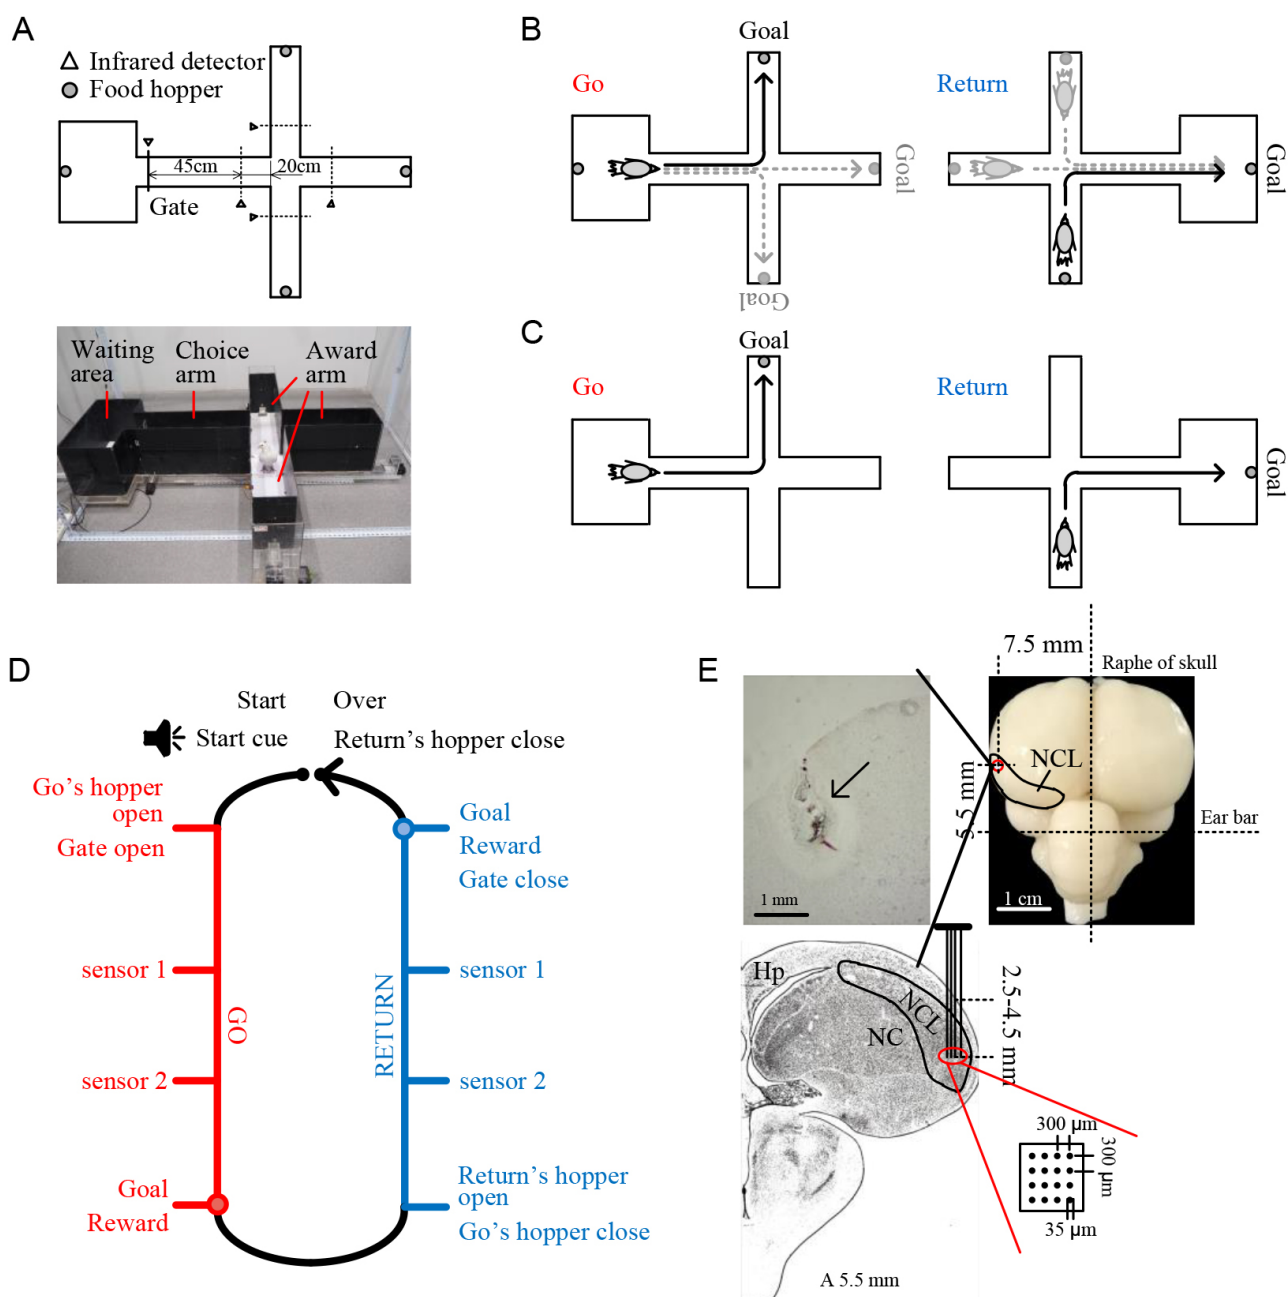 A
Infrared detector
Food hopper
45cm
20cm
Gate
Waiting
area
Choice
arm
Award
arm
B
Go
Goal
Goal
Goal
Return
Goal
C
Go
Goal
Return
Goal
D
Start
Over
Start cue
Return's hopper close
Go's hopper
open
Gate open
Goal
Reward
Gate close
sensor 1
sensor 1
GO
RETURN
sensor 2
sensor 2
Goal
Reward
Return's hopper
open
Go's hopper close
E
7.5 mm
Raphe of skull
NCL
5.5 mm
Ear bar
1 mm
1 cm
Hp
NCL
NC
2.5-4.5 mm
300 μm
300 μm
35 μm
A 5.5 mm